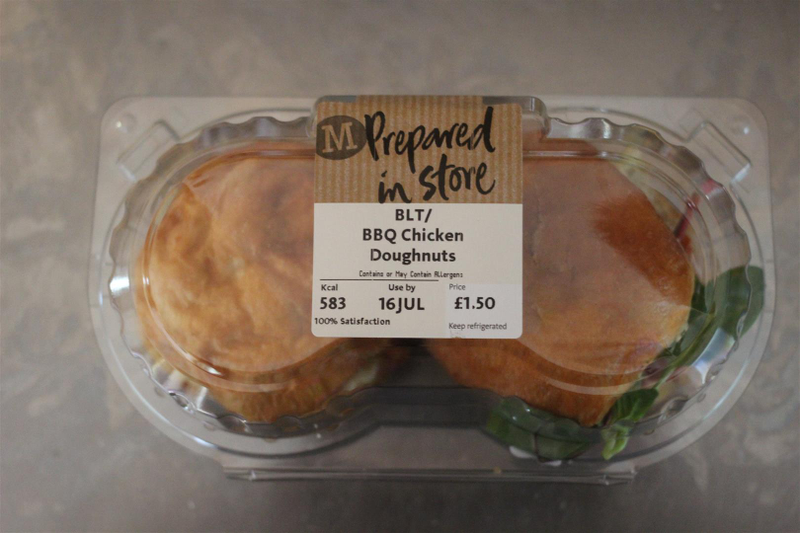 M Prepared
in store
BLT/
BBQ Chicken
Doughnuts
Contains or May Contain Allergens
Kcal Use by Price
583 16JUL £1.50
100% Satisfaction
Keep refrigerated